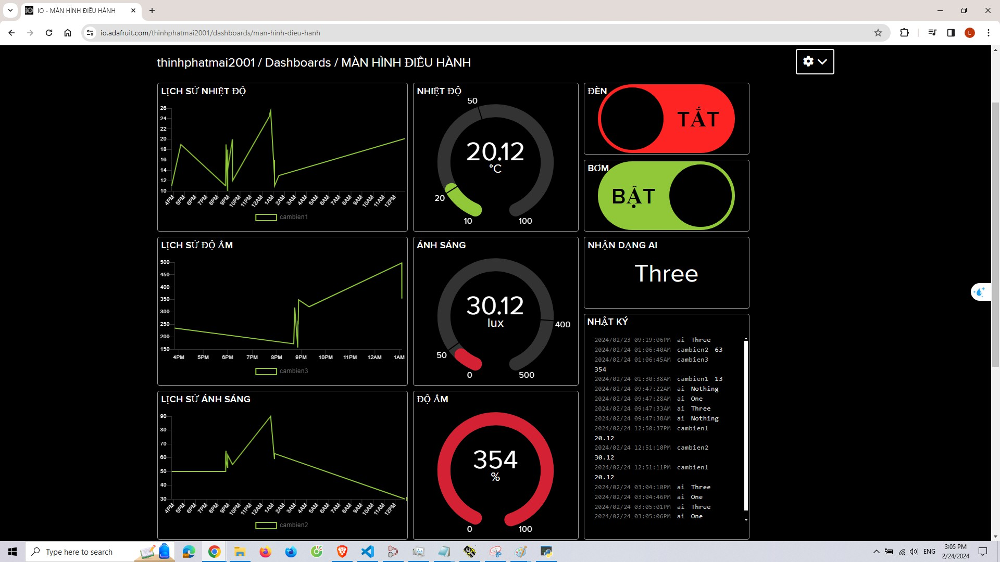 IO - MÀN HÌNH ĐIỀU HÀNH
io.adafruit.com/thinhphatmai2001/dashboards/man-hinh-dieu-hanh
L
thinhphatmai2001 / Dashboards / MÀN HÌNH ĐIỀU HÀNH
LỊCH SỬ NHIỆT ĐỘ
26
24
22
20
18
16
14
12
10
4PM 5PM 6PM 7PM 8PM 9PM 10PM 11PM 12AM 1AM 2AM 3AM 4AM 5AM 6AM 7AM 8AM 9AM 10AM 11AM 12PM
cambien1
NHIỆT ĐỘ
50
20.12
°C
20
10
100
ĐÈN
TẮT
BƠM
BẬT
LỊCH SỬ ĐỘ ẨM
500
450
400
350
300
250
200
150
4PM 5PM 6PM 7PM 8PM 9PM 10PM 11PM 12AM 1AM
cambien3
ÁNH SÁNG
30.12
lux
400
50
0
500
NHẬN DẠNG AI
Three
LỊCH SỬ ÁNH SÁNG
90
80
70
60
50
40
30
4PM 5PM 6PM 7PM 8PM 9PM 10PM 11PM 12AM 1AM 2AM 3AM 4AM 5AM 6AM 7AM 8AM 9AM 10AM 11AM 12PM
cambien2
ĐỘ ẨM
354
%
0
100
NHẬT KÝ
2024/02/23 09:19:06PM ai Three
2024/02/24 01:06:40AM cambien2 63
2024/02/24 01:06:45AM cambien3
354
2024/02/24 01:30:38AM cambien1 13
2024/02/24 09:47:22AM ai Nothing
2024/02/24 09:47:28AM ai One
2024/02/24 09:47:33AM ai Three
2024/02/24 09:47:38AM ai Nothing
2024/02/24 12:50:37PM cambien1
20.12
2024/02/24 12:51:10PM cambien2
30.12
2024/02/24 12:51:11PM cambien1
20.12
2024/02/24 03:04:10PM ai Three
2024/02/24 03:04:46PM ai One
2024/02/24 03:05:01PM ai Three
2024/02/24 03:05:06PM ai One
Type here to search
ENG
3:05 PM
2/24/2024